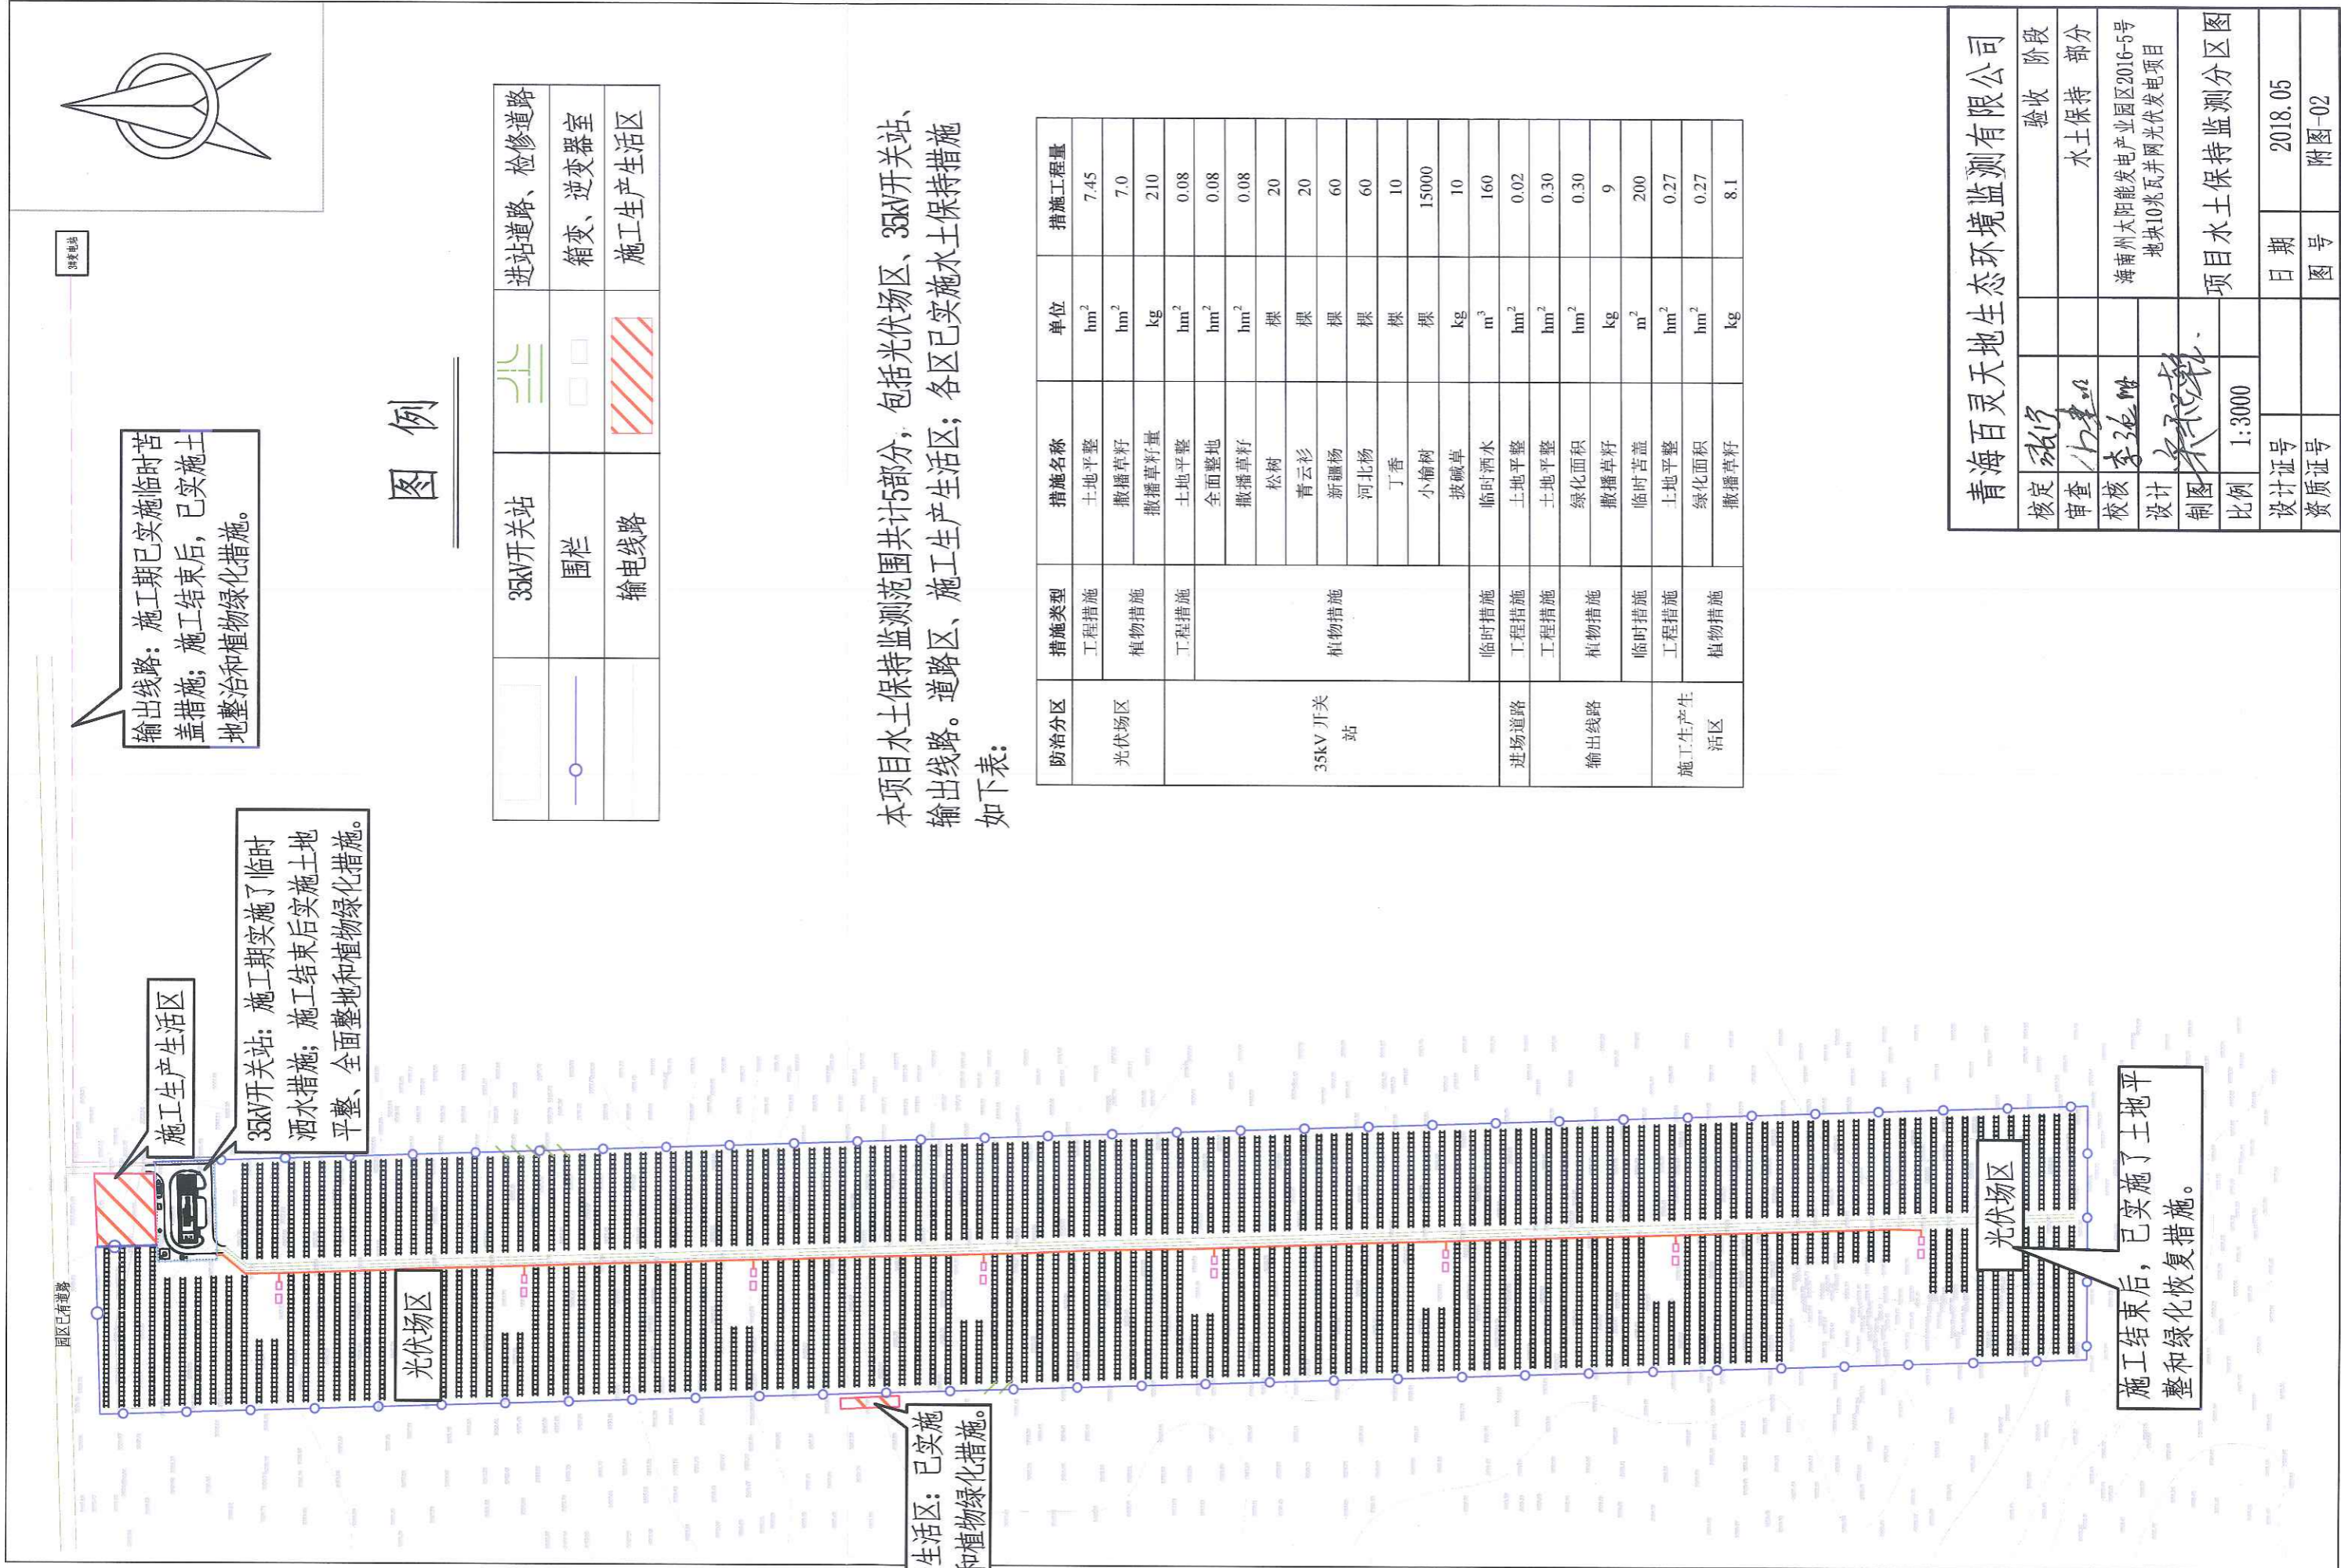 园区已有道路
3#变电站
输出线路：施工期已实施临时苫
盖措施；施工结束后，已实施土
地整治和植物绿化措施。
施工生产生活区
35kV开关站：施工期实施了临时
洒水措施；施工结束后实施土地
平整、全面整地和植物绿化措施。
光伏场区
生活区：已实施
和植物绿化措施。
光伏场区
施工结束后，已实施了土地平
整和绿化恢复措施。
图 例
35kV开关站 进站道路、检修道路
围栏 箱变、逆变器室
输电线路 施工生产生活区
本项目水土保持监测范围共计5部分，包括光伏场区、35kV开关站、
输出线路。道路区、施工生产生活区；各区已实施水土保持措施
如下表：
防治分区 措施类型 措施名称 单位 措施工程量
光伏场区 工程措施 土地平整 hm² 7.45
植物措施 撒播草籽 hm² 7.0
撒播草籽量 kg 210
35kV 开关站 工程措施 土地平整 hm² 0.08
植物措施 全面整地 hm² 0.08
撒播草籽 hm² 0.08
松树 棵 20
青云衫 棵 20
新疆杨 棵 60
河北杨 棵 60
丁香 棵 10
小榆树 棵 15000
披碱草 kg 10
临时措施 临时洒水 m³ 160
进场道路 工程措施 土地平整 hm² 0.02
输出线路 工程措施 土地平整 hm² 0.30
植物措施 绿化面积 hm² 0.30
撒播草籽 kg 9
临时措施 临时苫盖 m² 200
施工生产生活区 工程措施 土地平整 hm² 0.27
植物措施 绿化面积 hm² 0.27
撒播草籽 kg 8.1
青海百灵天地生态环境监测有限公司
核定 验收 阶段
审查 水土保持 部分
校核 海南州太阳能发电产业园区2016-5号
设计 地块10兆瓦并网光伏发电项目
制图 项目水土保持监测分区图
比例 1:3000
设计证号 日期 2018.05
资质证号 图号 附图-02